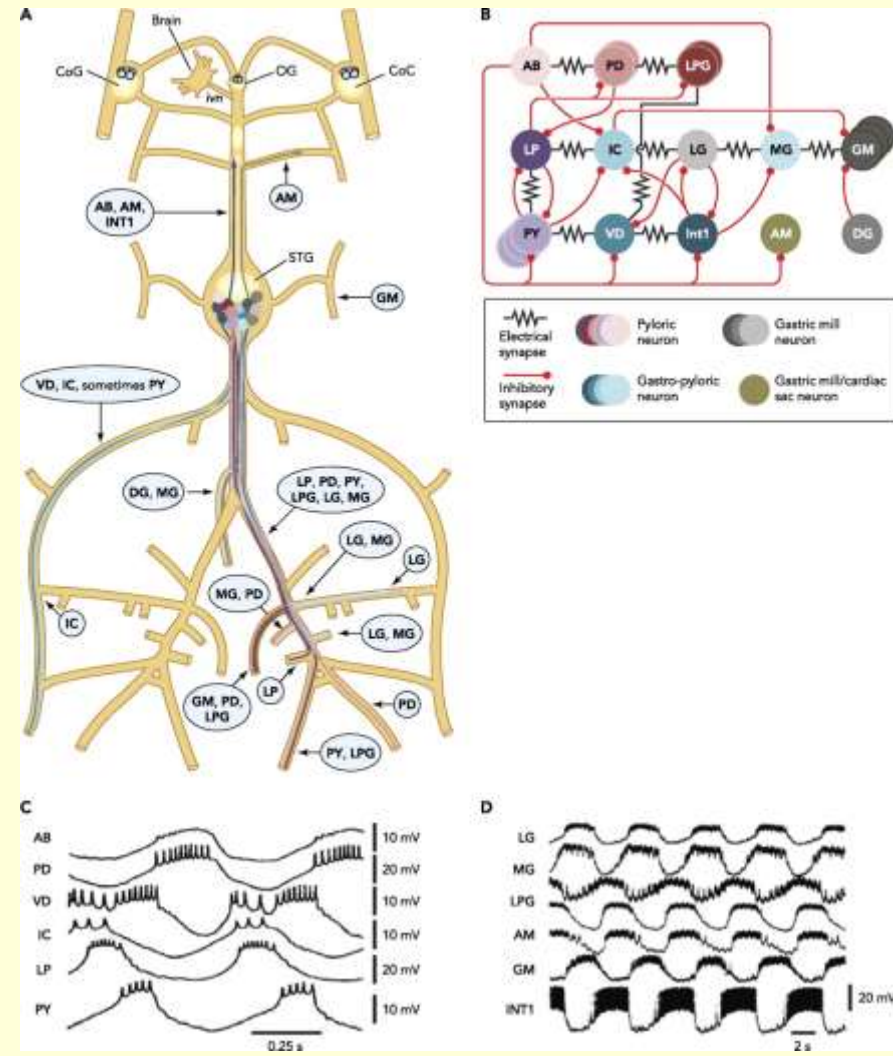 A
Brain
CoG
OG
CoC
ivn
AM
AB, AM,
INT1
STG
GM
VD, IC, sometimes PY
DG, MG
LP, PD, PY,
LPG, LG, MG
LG, MG
LG
MG, PD
IC
LG, MG
LP
GM, PD,
LPG
PD
PY, LPG
B
AB
PD
LPG
LP
IC
LG
MG
GM
PY
VD
Int1
AM
DG
Electrical
synapse
Pyloric
neuron
Gastric mill
neuron
Inhibitory
synapse
Gastro-pyloric
neuron
Gastric mill/cardiac
sac neuron
C
AB
10 mV
PD
20 mV
VD
10 mV
IC
10 mV
LP
20 mV
PY
10 mV
0.25 s
D
LG
MG
LPG
AM
GM
INT1
20 mV
2 s